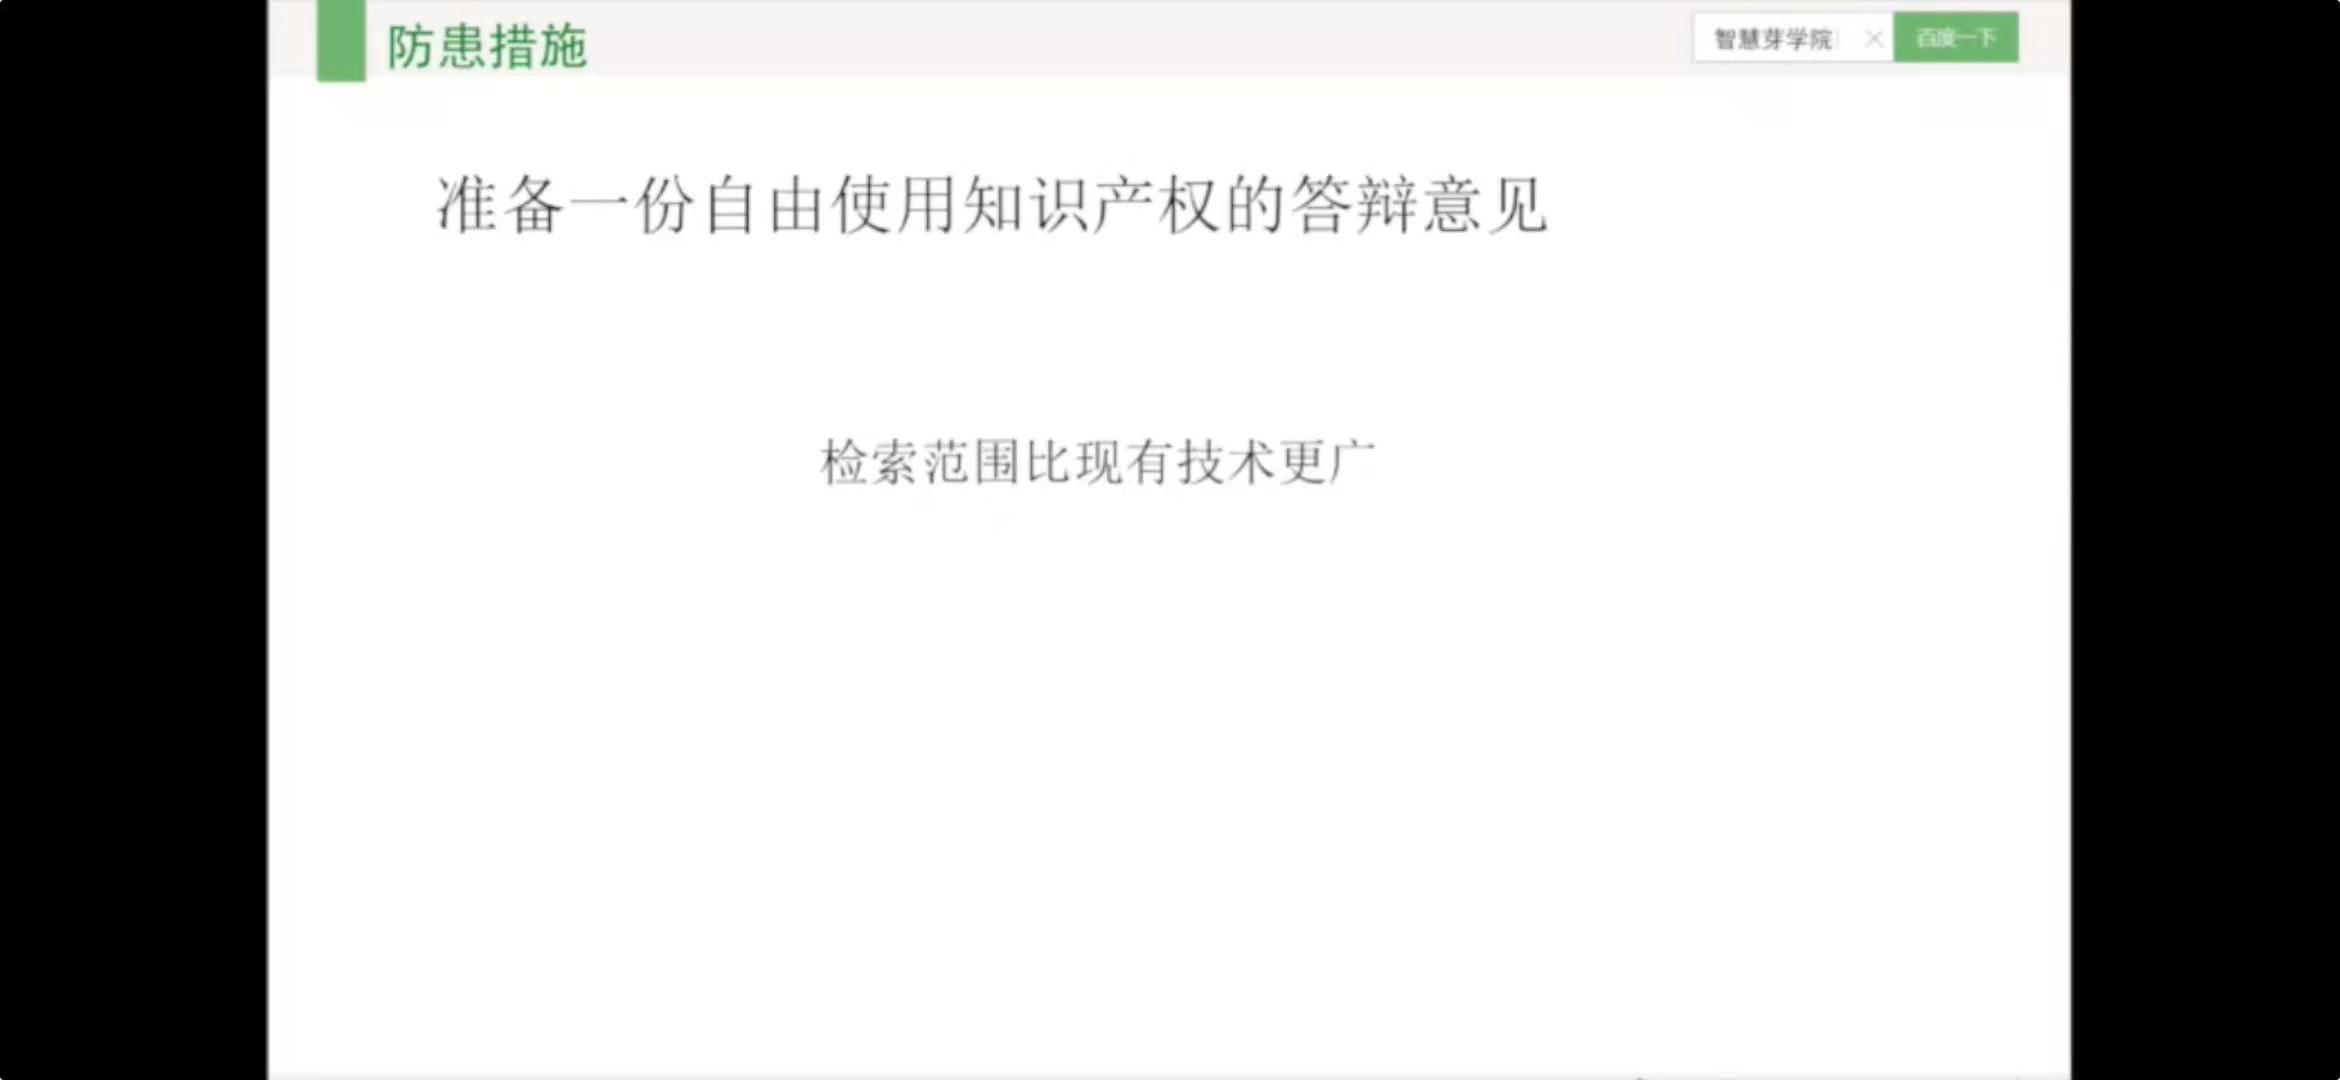 防患措施
智慧芽学院
百度一下
准备一份自由使用知识产权的答辩意见
检索范围比现有技术更广